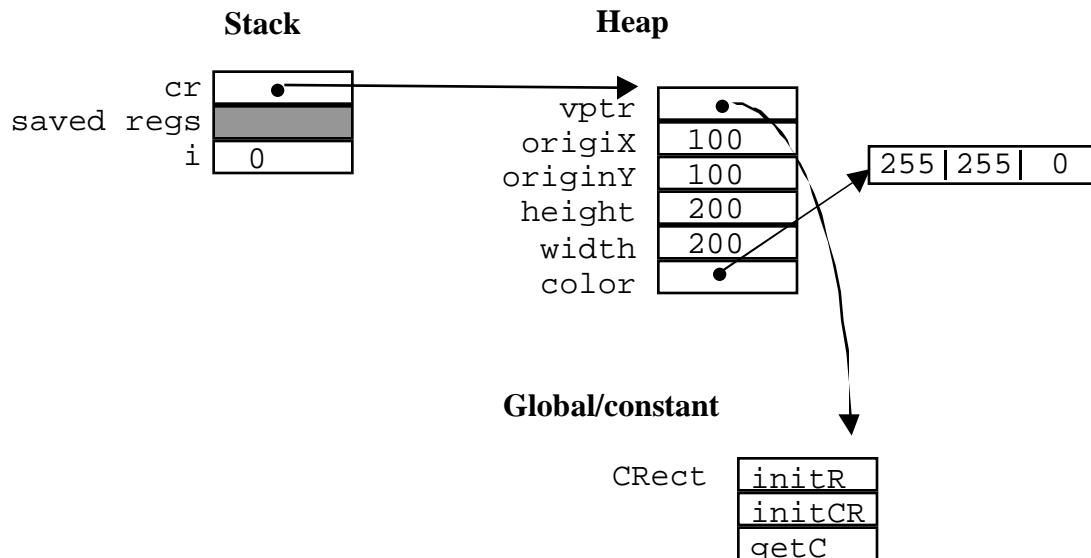 Stack
Heap
cr
saved regs
i 0
vptr
origiX 100
originY 100
height 200
width 200
color
255 255 0
Global/constant
CRect initR
initCR
getC